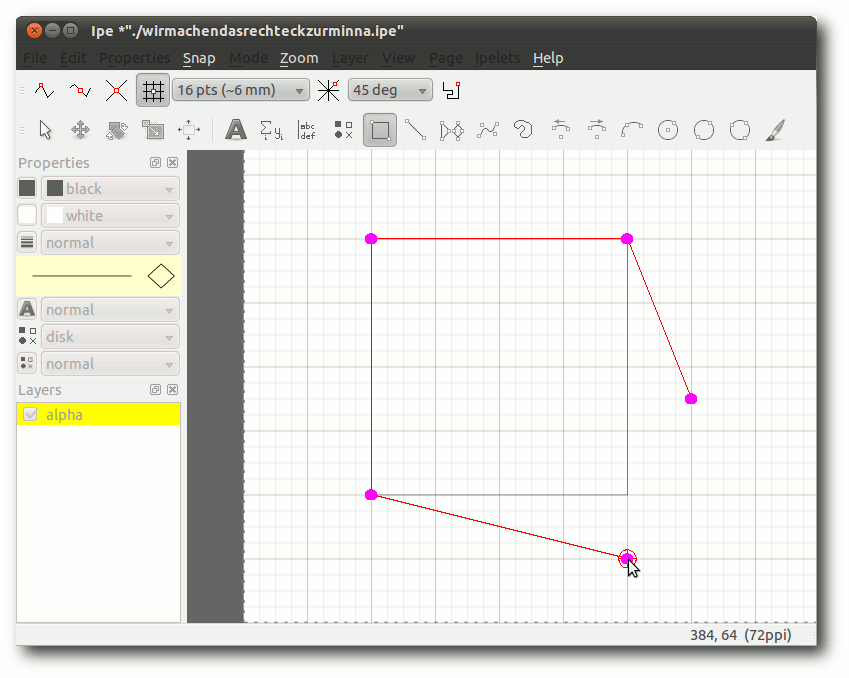 Ipe *"./wirmachendasrechteckzurminna.ipe"
File Edit Properties Snap Mode Zoom Layer View Page Ipelets Help
16 pts (~6 mm) 45 deg
A Σyᵢ abc def
Properties
black
white
normal
A normal
disk
normal
Layers
alpha
384, 64 (72ppi)